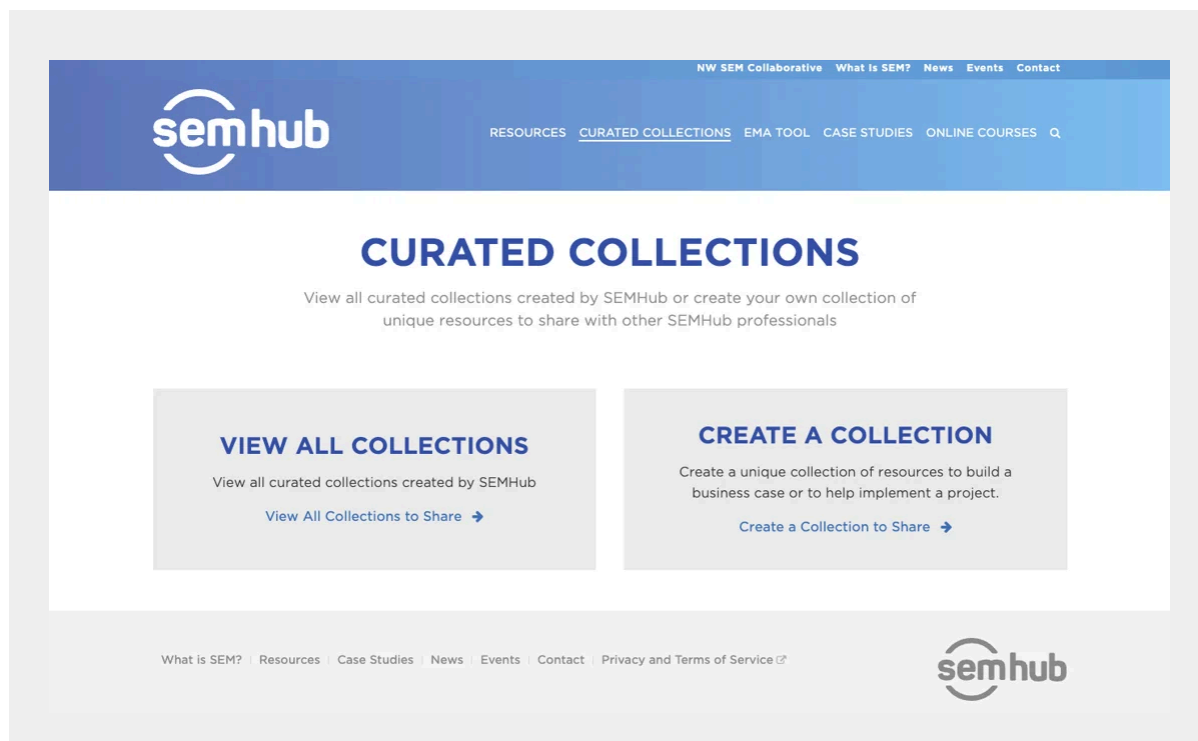 NW SEM Collaborative What Is SEM? News Events Contact
semhub
RESOURCES CURATED COLLECTIONS EMA TOOL CASE STUDIES ONLINE COURSES
CURATED COLLECTIONS
View all curated collections created by SEMHub or create your own collection of
unique resources to share with other SEMHub professionals
VIEW ALL COLLECTIONS
View all curated collections created by SEMHub
View All Collections to Share
CREATE A COLLECTION
Create a unique collection of resources to build a
business case or to help implement a project.
Create a Collection to Share
What is SEM? Resources Case Studies News Events Contact Privacy and Terms of Service
semhub